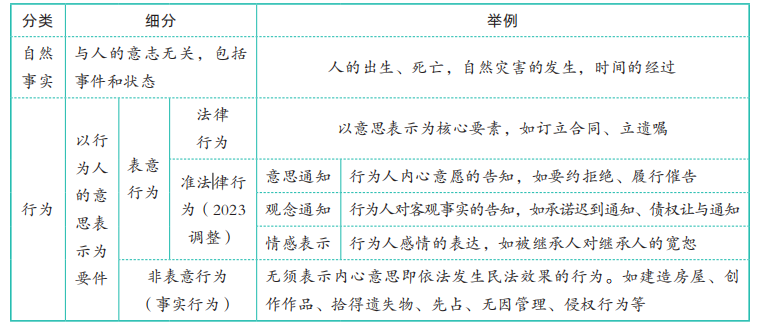 分类 细分 举例
自然
事实
与人的意志无关，包括
事件和状态
人的出生、死亡，自然灾害的发生，时间的经过
行为
以行
为人
的意
思表
示为
要件
表意
行为
法律
行为
以意思表示为核心要素，如订立合同、立遗嘱
准法律行
为（2023
调整）
意思通知 行为人内心意愿的告知，如要约拒绝、履行催告
观念通知 行为人对客观事实的告知，如承诺迟到通知、债权让与通知
情感表示 行为人感情的表达，如被继承人对继承人的宽恕
非表意行为
（事实行为）
无须表示内心意思即依法发生民法效果的行为。如建造房屋、创
作作品、拾得遗失物、先占、无因管理、侵权行为等